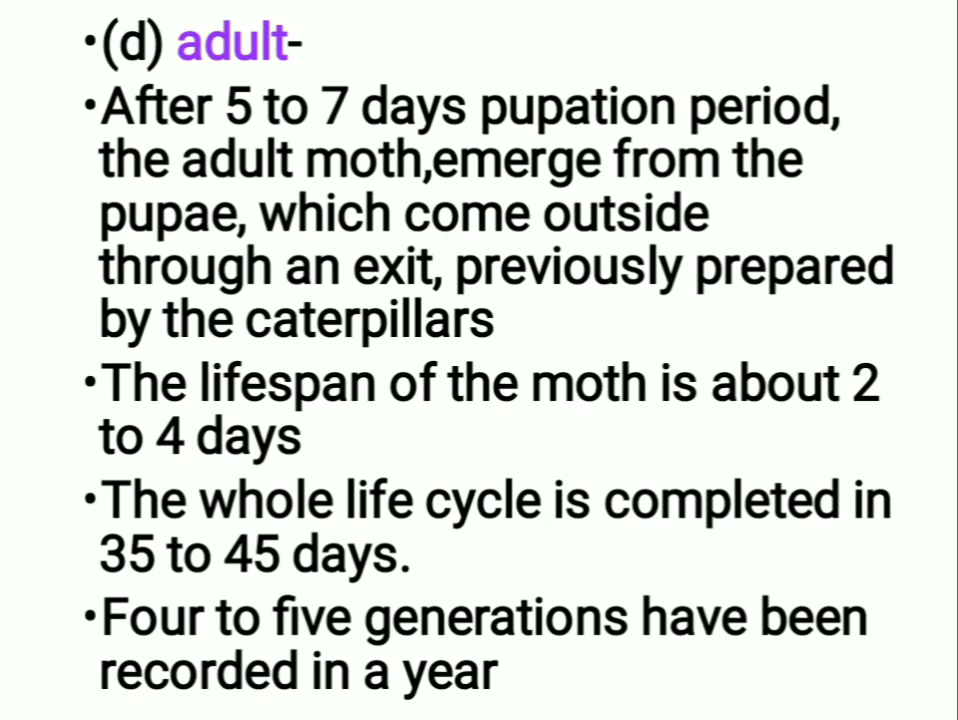 •(d) adult-
•After 5 to 7 days pupation period,
the adult moth,emerge from the
pupae, which come outside
through an exit, previously prepared
by the caterpillars
•The lifespan of the moth is about 2
to 4 days
•The whole life cycle is completed in
35 to 45 days.
•Four to five generations have been
recorded in a year